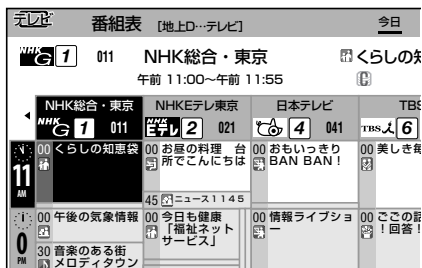 テレビ 番組表 [地上D…テレビ] 今日
NHK G 1 011 NHK総合・東京 くらしの知
午前 11:00~午前 11:55
NHK総合・東京 NHKEテレ東京 日本テレビ TBS
NHK G 1 011 Eテレ 2 021 4 041 TBS 6
11 AM
00 くらしの知恵袋
00 お昼の料理 台
所でこんにちは
45 ニュース1145
00 おもいっきり
BAN BAN!
00 美しき毎
0 PM
00 午後の気象情報
30 音楽のある街
メロディタウン
00 今日も健康
「福祉ネット
サービス」
00 情報ライブショ
ー
00 ごごの話
!回答!